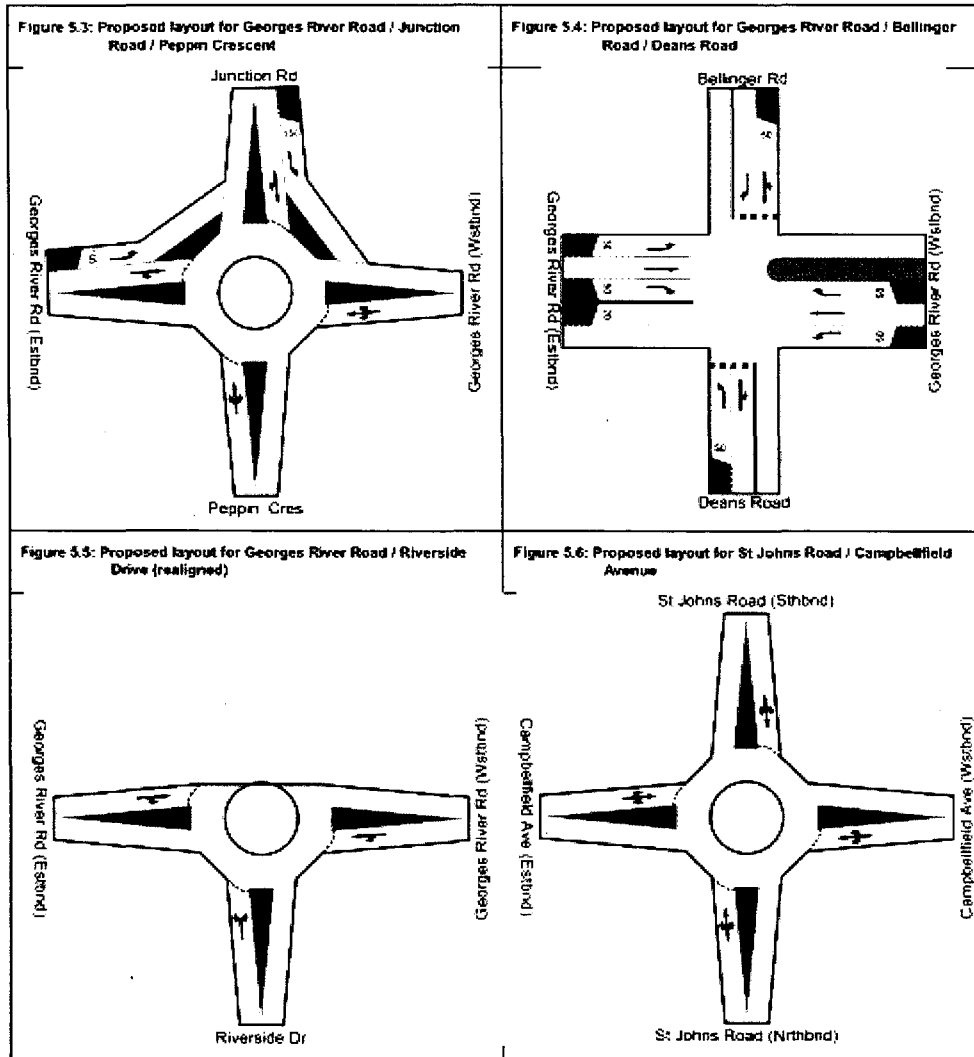 Figure 5.3: Proposed layout for Georges River Road / Junction
Road / Peppin Crescent
Junction Rd
150
Georges River Rd (Estbnd)
Georges River Rd (Wstbnd)
Peppin Cres
Figure 5.4: Proposed layout for Georges River Road / Bellinger
Road / Deans Road
Bellinger Rd
50
Georges River Rd (Estbnd)
50
50
Georges River Rd (Wstbnd)
50
Deans Road
Figure 5.5: Proposed layout for Georges River Road / Riverside
Drive (realigned)
Georges River Rd (Estbnd)
Georges River Rd (Wstbnd)
Riverside Dr
Figure 5.6: Proposed layout for St Johns Road / Campbellfield
Avenue
St Johns Road (Sthbnd)
Campbellfield Ave (Estbnd)
Campbellfield Ave (Wstbnd)
St Johns Road (Nrthbnd)